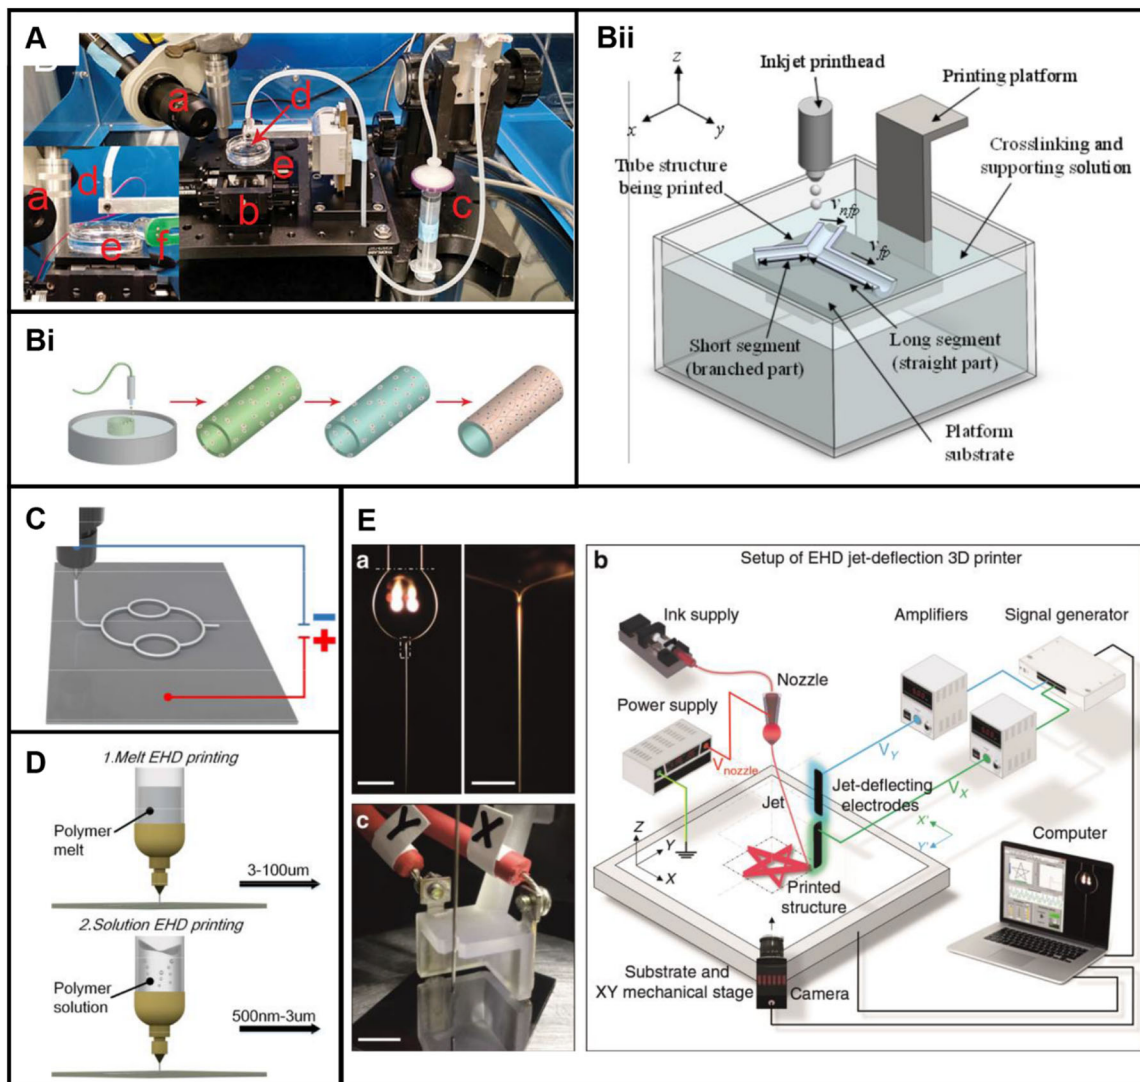 A
a
d
e
b
c
a
d
e
f
Bi
Bii
z
x
y
Inkjet printhead
Printing platform
Tube structure
being printed
Crosslinking and
supporting solution
vnfp
vfp
Short segment
(branched part)
Long segment
(straight part)
Platform
substrate
C
D
1.Melt EHD printing
Polymer
melt
3-100um
2.Solution EHD printing
Polymer
solution
500nm-3um
E
a
c
Y
X
b
Setup of EHD jet-deflection 3D printer
Ink supply
Amplifiers
Signal generator
Nozzle
Power supply
Vnozzle
VY
VX
Jet
Jet-deflecting
electrodes
X'
Y'
Z
Y
X
Computer
Printed
structure
Substrate and
XY mechanical stage
Camera